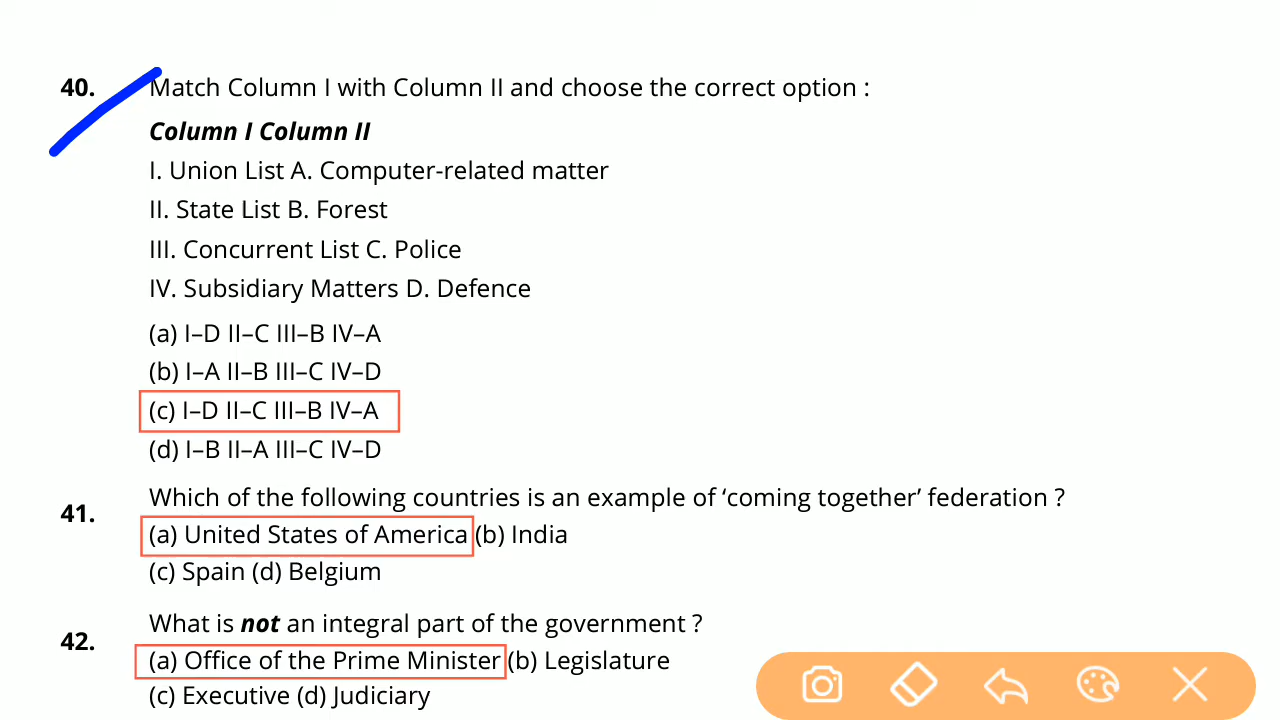 40. Match Column I with Column II and choose the correct option :
Column I Column II
I. Union List A. Computer-related matter
II. State List B. Forest
III. Concurrent List C. Police
IV. Subsidiary Matters D. Defence
(a) I–D II–C III–B IV–A
(b) I–A II–B III–C IV–D
(c) I–D II–C III–B IV–A
(d) I–B II–A III–C IV–D
41. Which of the following countries is an example of ‘coming together’ federation ?
(a) United States of America (b) India
(c) Spain (d) Belgium
42. What is not an integral part of the government ?
(a) Office of the Prime Minister (b) Legislature
(c) Executive (d) Judiciary